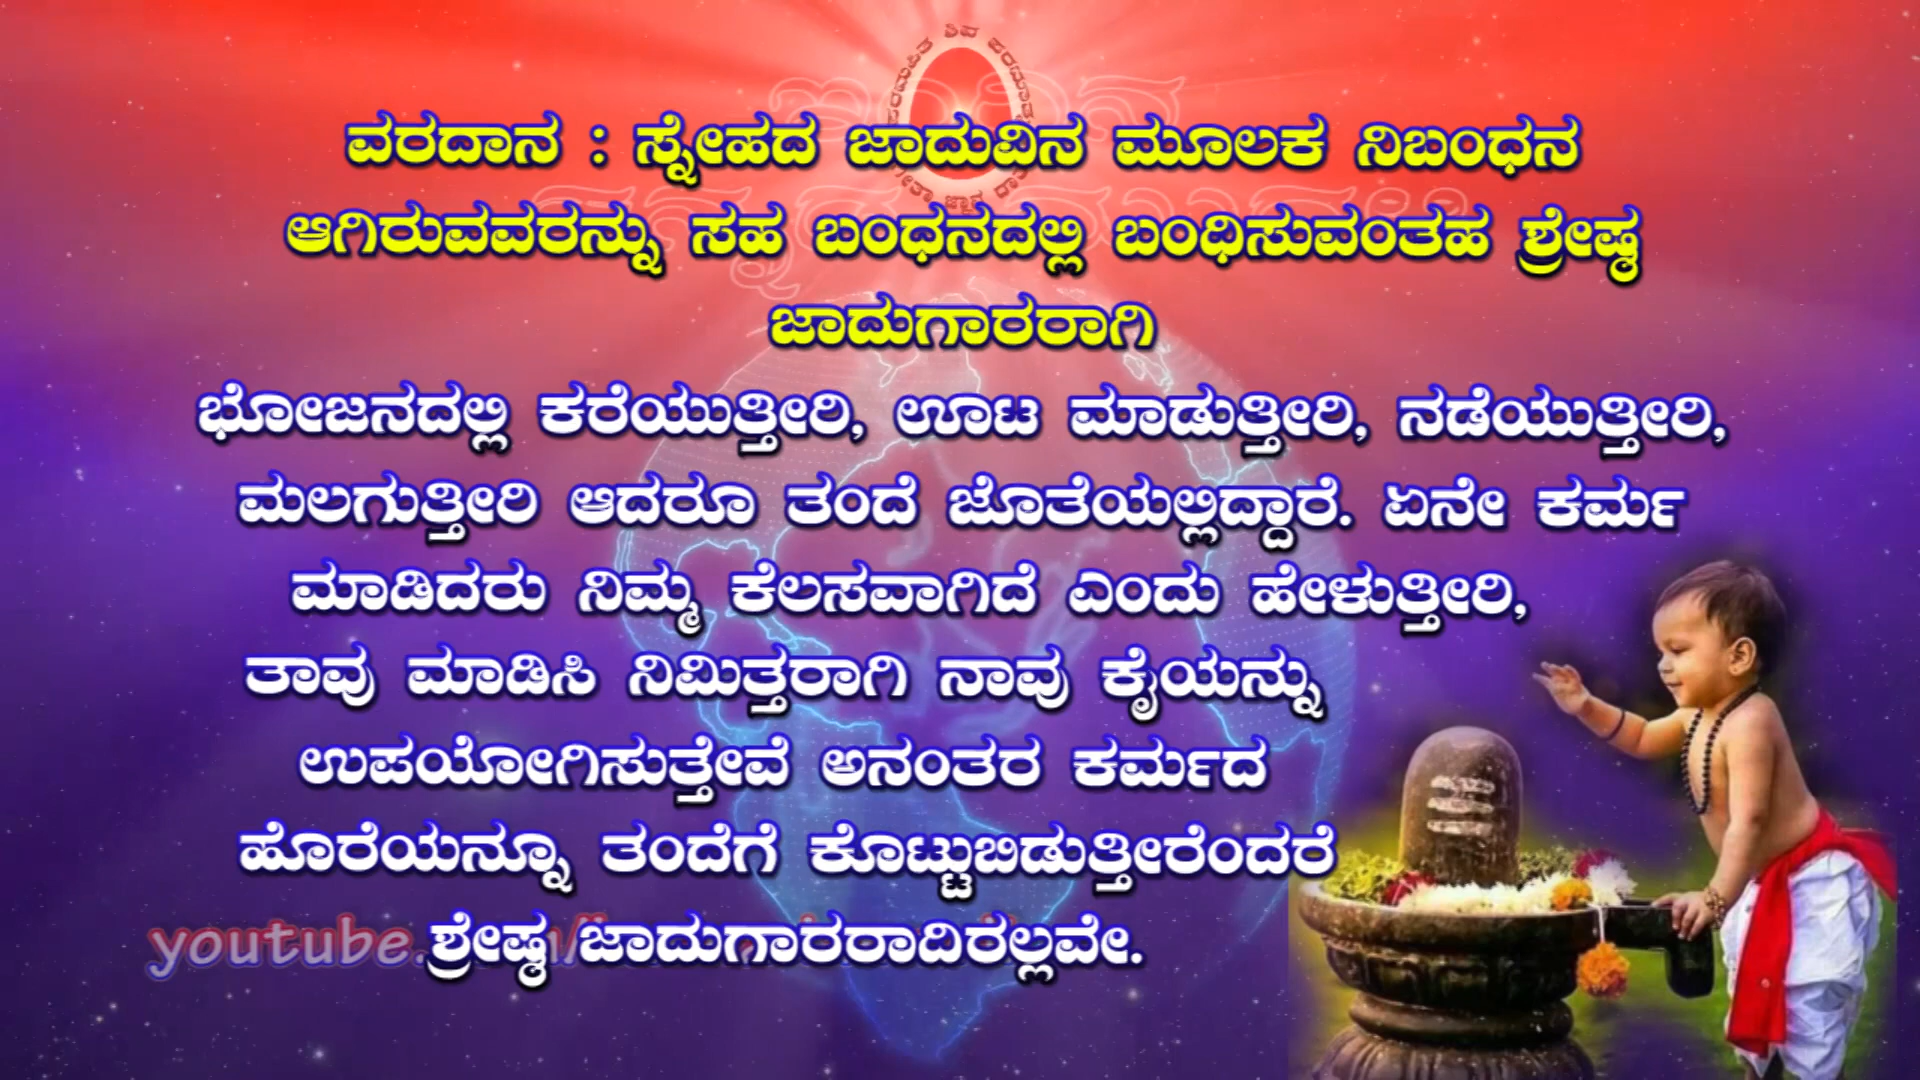 ವರದಾನ : ಸ್ನೇಹದ ಜಾದುವಿನ ಮೂಲಕ ನಿಬಂಧನ
ಆಗಿರುವವರನ್ನು ಸಹ ಬಂಧನದಲ್ಲಿ ಬಂಧಿಸುವಂತಹ ಶ್ರೇಷ್ಠ
ಜಾದುಗಾರರಾಗಿ
ಭೋಜನದಲ್ಲಿ ಕರೆಯುತ್ತೀರಿ, ಊಟ ಮಾಡುತ್ತೀರಿ, ನಡೆಯುತ್ತೀರಿ,
ಮಲಗುತ್ತೀರಿ ಆದರೂ ತಂದೆ ಜೊತೆಯಲ್ಲಿದ್ದಾರೆ. ಏನೇ ಕರ್ಮ
ಮಾಡಿದರು ನಿಮ್ಮ ಕೆಲಸವಾಗಿದೆ ಎಂದು ಹೇಳುತ್ತೀರಿ,
ತಾವು ಮಾಡಿಸಿ ನಿಮಿತ್ತರಾಗಿ ನಾವು ಕೈಯನ್ನು
ಉಪಯೋಗಿಸುತ್ತೇವೆ ಅನಂತರ ಕರ್ಮದ
ಹೊರೆಯನ್ನೂ ತಂದೆಗೆ ಕೊಟ್ಟುಬಿಡುತ್ತೀರೆಂದರೆ
ಶ್ರೇಷ್ಠ ಜಾದುಗಾರರಾದಿರಲ್ಲವೇ.
youtube.